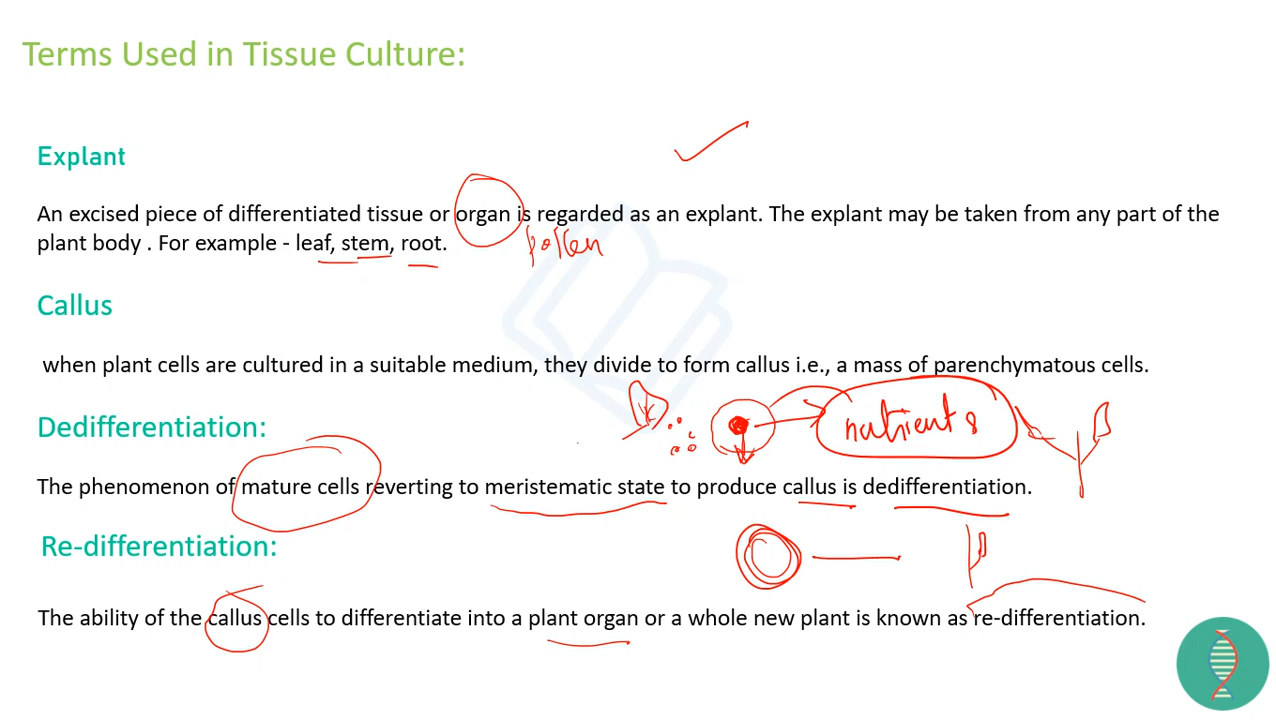 Terms Used in Tissue Culture:
Explant
An excised piece of differentiated tissue or organ is regarded as an explant. The explant may be taken from any part of the
plant body . For example - leaf, stem, root.
pollen
Callus
when plant cells are cultured in a suitable medium, they divide to form callus i.e., a mass of parenchymatous cells.
nutrients
Dedifferentiation:
The phenomenon of mature cells reverting to meristematic state to produce callus is dedifferentiation.
Re-differentiation:
The ability of the callus cells to differentiate into a plant organ or a whole new plant is known as re-differentiation.